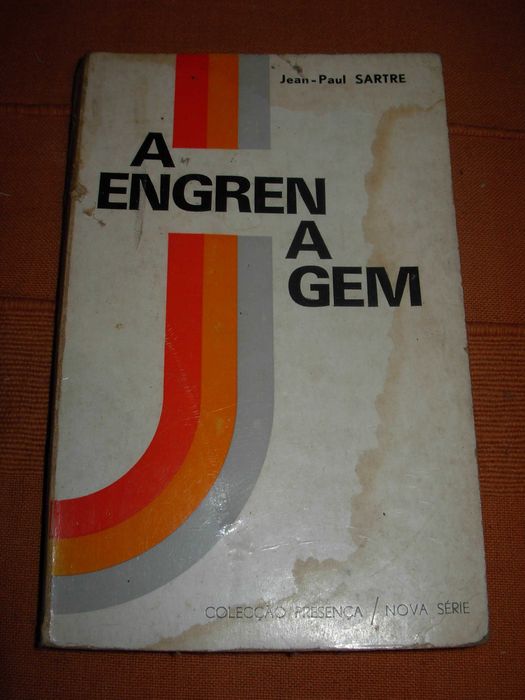 Jean-Paul SARTRE
A
ENGREN
A
GEM
COLECÇÃO PRESENÇA / NOVA SÉRIE